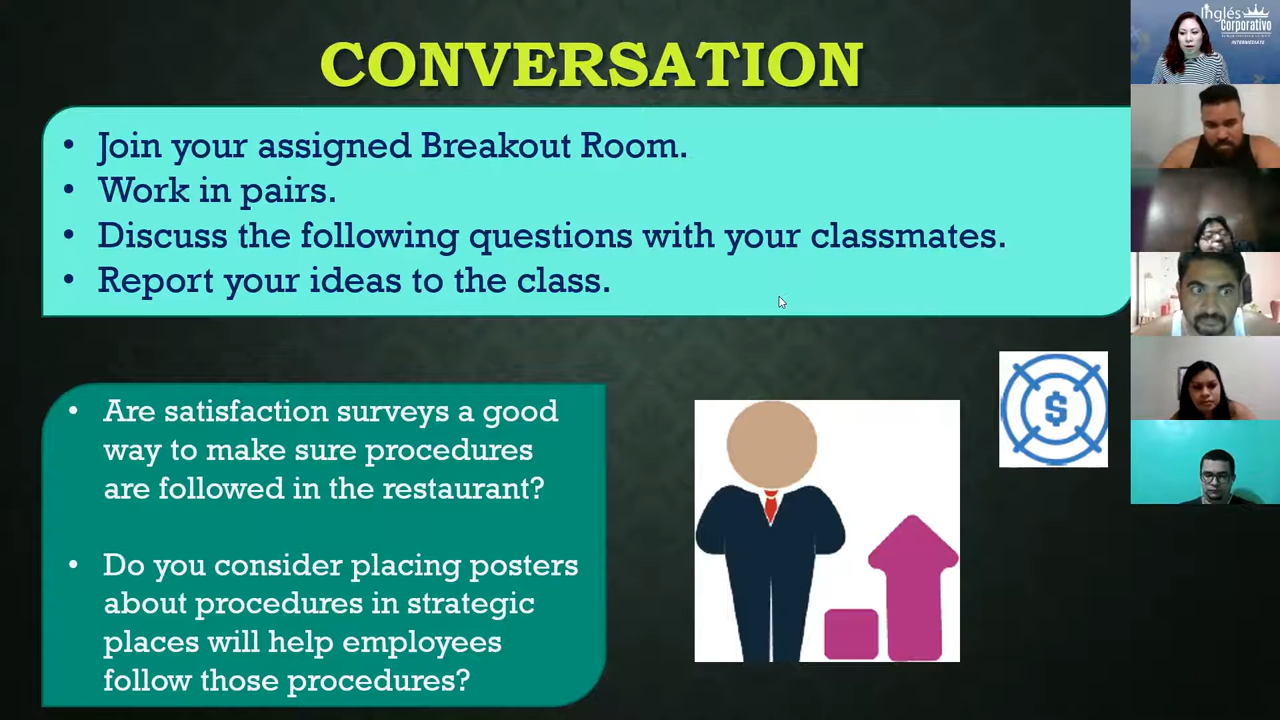 CONVERSATION
• Join your assigned Breakout Room.
• Work in pairs.
• Discuss the following questions with your classmates.
• Report your ideas to the class.
• Are satisfaction surveys a good
way to make sure procedures
are followed in the restaurant?
• Do you consider placing posters
about procedures in strategic
places will help employees
follow those procedures?
$
Inglés
Corporativo
INTERMEDIATE